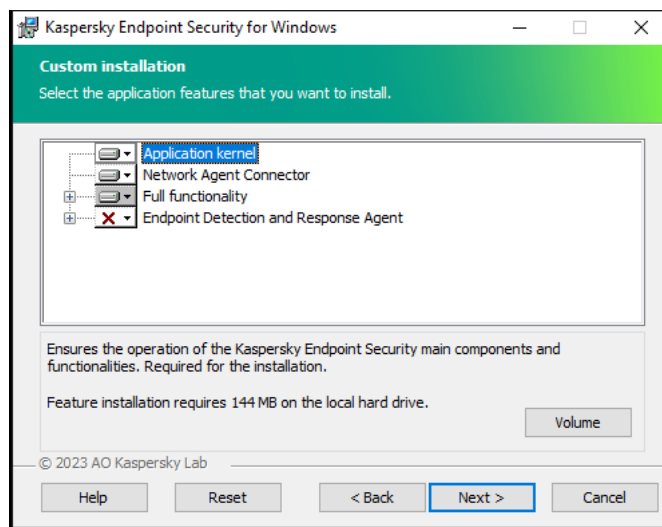 Kaspersky Endpoint Security for Windows
Custom installation
Select the application features that you want to install.
Application kernel
Network Agent Connector
Full functionality
Endpoint Detection and Response Agent
Ensures the operation of the Kaspersky Endpoint Security main components and
functionalities. Required for the installation.
Feature installation requires 144 MB on the local hard drive.
Volume
© 2023 AO Kaspersky Lab
Help
Reset
< Back
Next >
Cancel